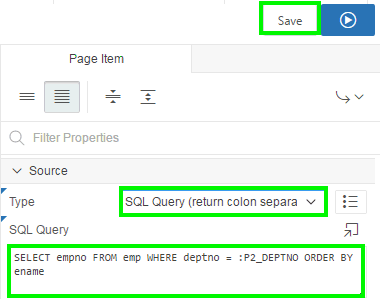 Save
Page Item
Filter Properties
Source
Type
SQL Query (return colon separa
SQL Query
SELECT empno FROM emp WHERE deptno = :P2_DEPTNO ORDER BY
ename